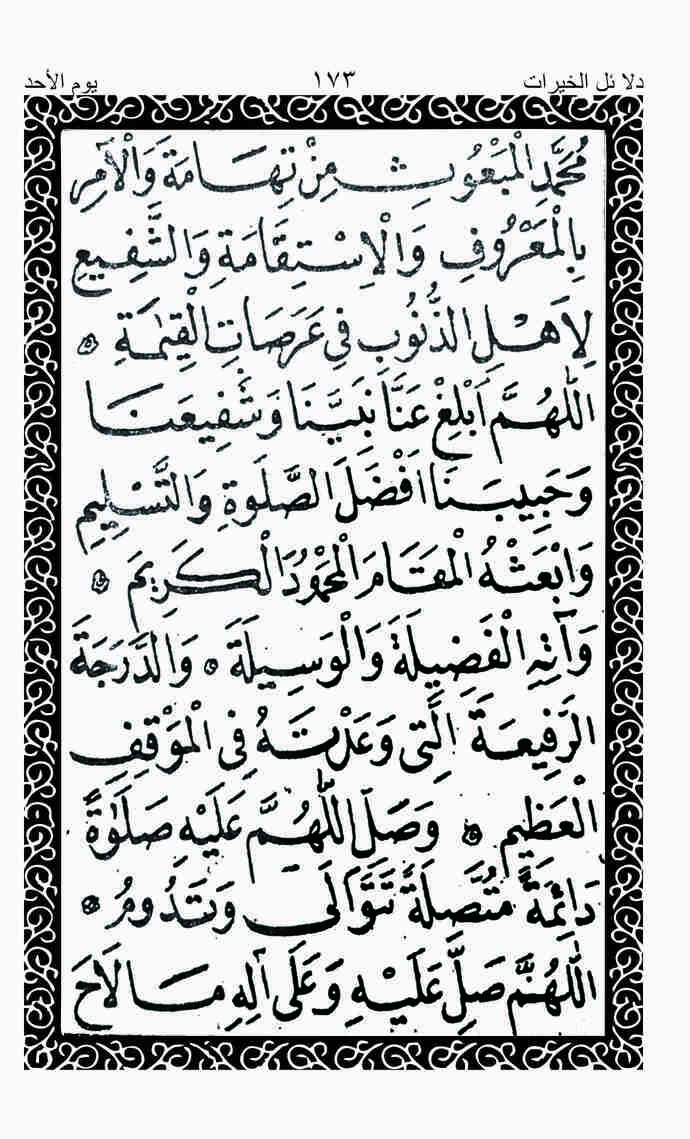 دلائل الخيرات ١٧٣ يوم الأحد
مُحَمَّدِ الْمَبْعُوثِ مِنْ تِهَامَةَ وَالْآمِرِ
بِالْمَعْرُوفِ وَالْاِسْتِقَامَةِ وَالشَّفِيعِ
لِاَهْلِ الذُّنُوبِ فِي عَرَصَاتِ الْقِيٰمَةِ ۞
اَللّٰهُمَّ اَبْلِغْ عَنَّا نَبِيَّنَا وَشَفِيعَنَا
وَحَبِيبَنَا اَفْضَلَ الصَّلٰوةِ وَالتَّسْلِيمِ
وَابْعَثْهُ الْمَقَامَ الْمَحْمُودَ الْكَرِيمَ ۞
وَآتِهِ الْفَضِيلَةَ وَالْوَسِيلَةَ ۞ وَالدَّرَجَةَ
الرَّفِيعَةَ الَّتِي وَعَدْتَهُ فِي الْمَوْقِفِ
الْعَظِيمِ ۞ وَصَلِّ اللّٰهُمَّ عَلَيْهِ صَلٰوةً
دَائِمَةً مُتَّصِلَةً تَتَوَالَى وَتَدُومُ ۞
اَللّٰهُمَّ صَلِّ عَلَيْهِ وَعَلَى آلِهِ مَا لَاحَ